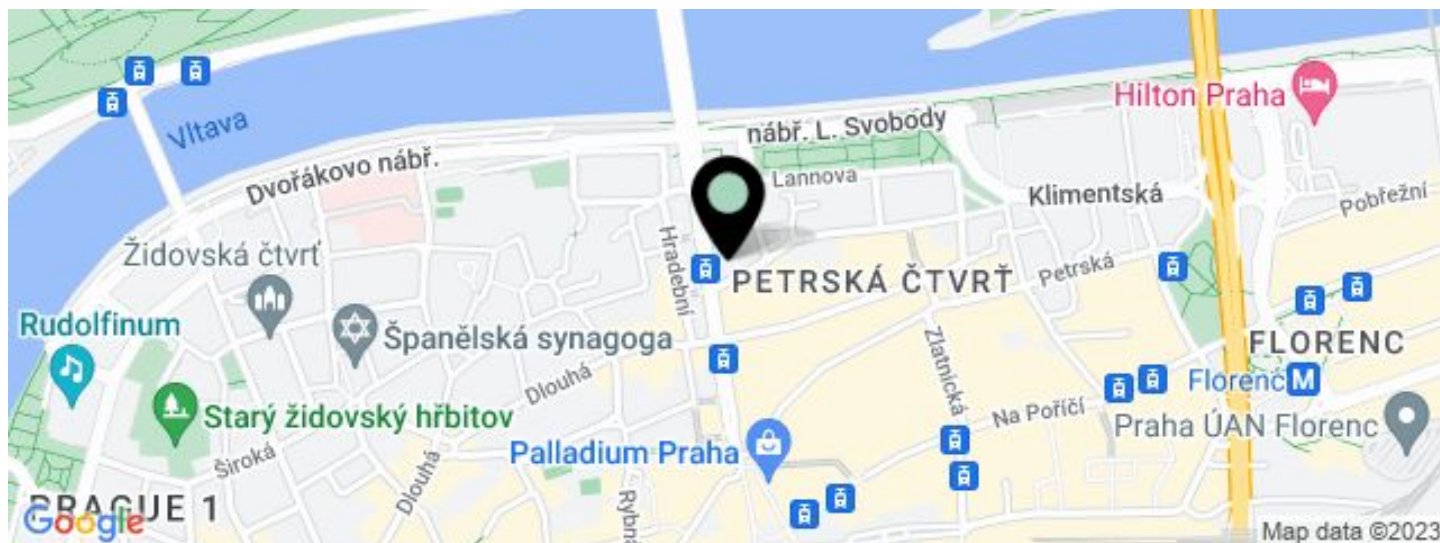 Hilton Praha
nábř. L. Svobody
Vltava
Dvořákovo nábř.
Lannova
Klimentská
Pobřežní
Židovská čtvrť
Hradební
Petrská
PETRSKÁ ČTVRŤ
Rudolfinum
Španělská synagoga
FLORENC
Zlatnická
Dlouhá
Florenc M
Starý židovský hřbitov
Na Poříčí
Praha ÚAN Florenc
Palladium Praha
Široká
Dlouhá
PRAGUE 1
Google
Map data ©2023